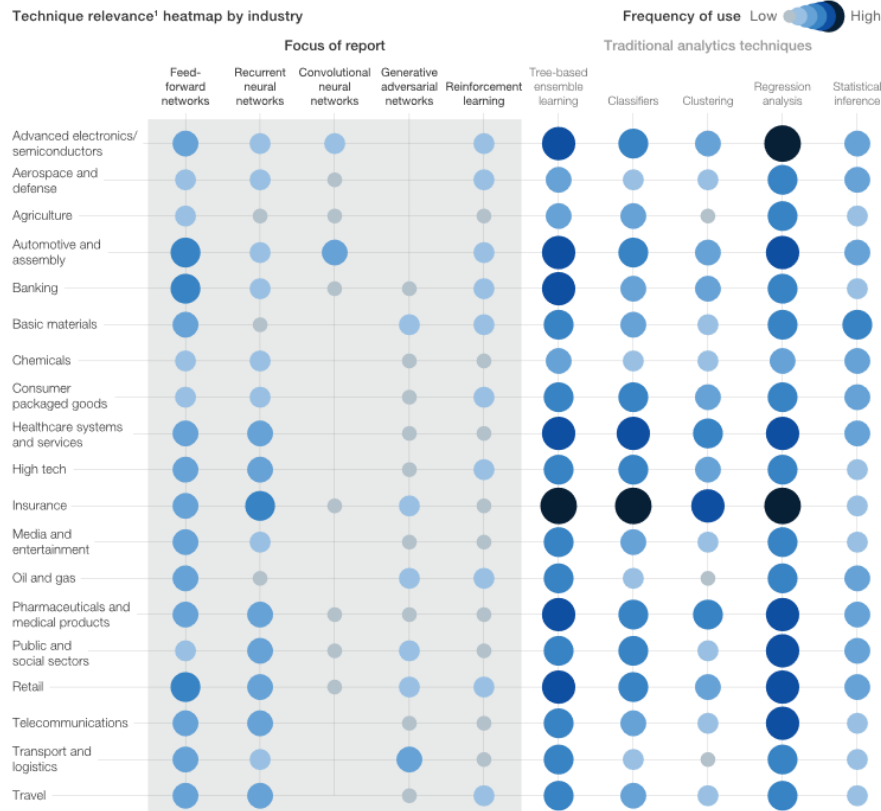 Technique relevance¹ heatmap by industry
Frequency of use Low High
Focus of report
Traditional analytics techniques
Feed-
forward
networks
Recurrent
neural
networks
Convolutional
neural
networks
Generative
adversarial
networks
Reinforcement
learning
Tree-based
ensemble
learning
Classifiers
Clustering
Regression
analysis
Statistical
inference
Advanced electronics/
semiconductors
Aerospace and
defense
Agriculture
Automotive and
assembly
Banking
Basic materials
Chemicals
Consumer
packaged goods
Healthcare systems
and services
High tech
Insurance
Media and
entertainment
Oil and gas
Pharmaceuticals and
medical products
Public and
social sectors
Retail
Telecommunications
Transport and
logistics
Travel